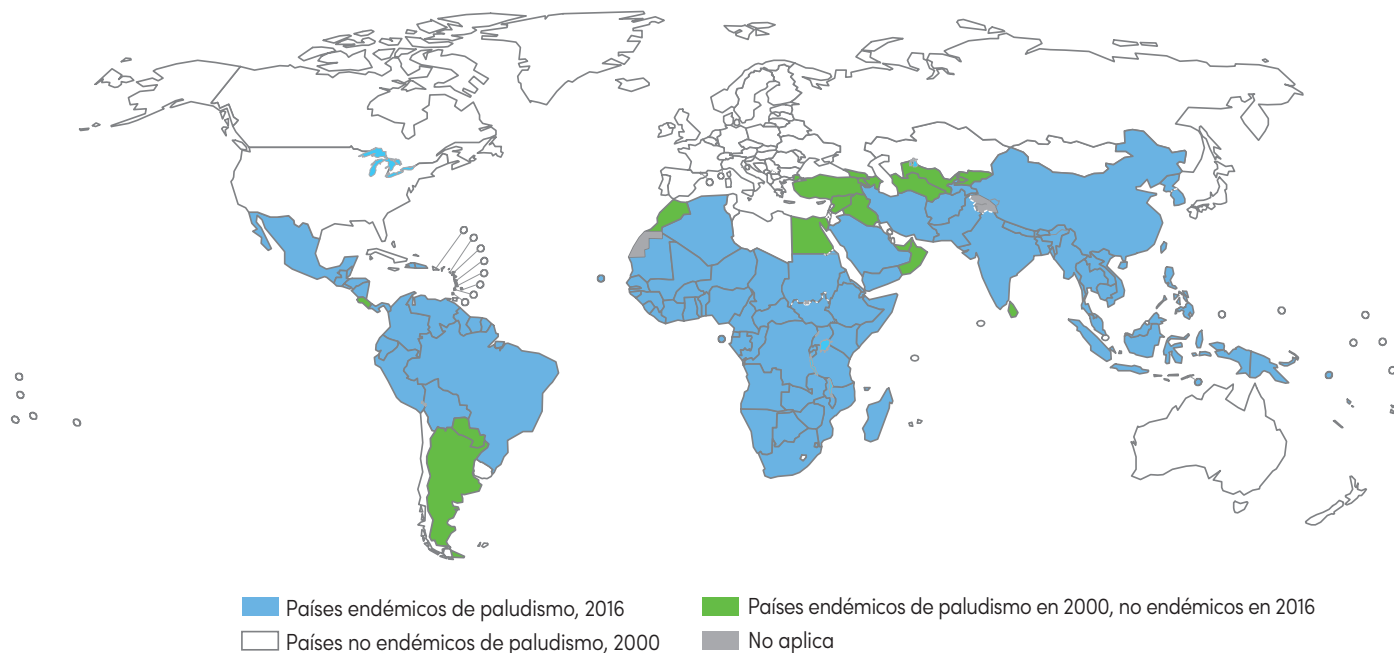 Países endémicos de paludismo, 2016
Países no endémicos de paludismo, 2000
Países endémicos de paludismo en 2000, no endémicos en 2016
No aplica